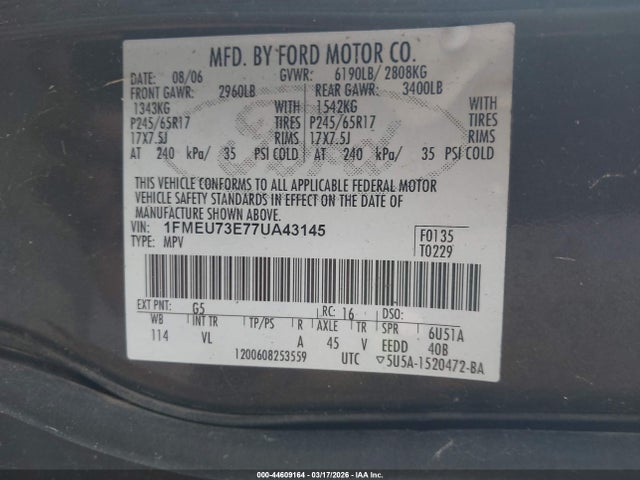 MFD. BY FORD MOTOR CO.
DATE: 08/06 GVWR: 6190LB/ 2808KG
FRONT GAWR: 2960LB REAR GAWR: 3400LB
1343KG WITH 1542KG WITH
P245/65R17 TIRES P245/65R17 TIRES
17X7.5J RIMS 17X7.5J RIMS
AT 240 kPa/ 35 PSI COLD AT 240 kPa/ 35 PSI COLD
THIS VEHICLE CONFORMS TO ALL APPLICABLE FEDERAL MOTOR
VEHICLE SAFETY STANDARDS IN EFFECT ON THE DATE OF
MANUFACTURE SHOWN ABOVE.
VIN: 1FMEU73E77UA43145 F0135
TYPE: MPV T0229
EXT PNT: G5 RC: 16 DSO:
WB INT TR TP/PS R AXLE TR SPR 6U51A
114 VL A 45 V EEDD 40B
1200608253559 UTC ▽5U5A-1520472-BA
Ford
000-44609164 | 03/17/2026 | IAA Inc.